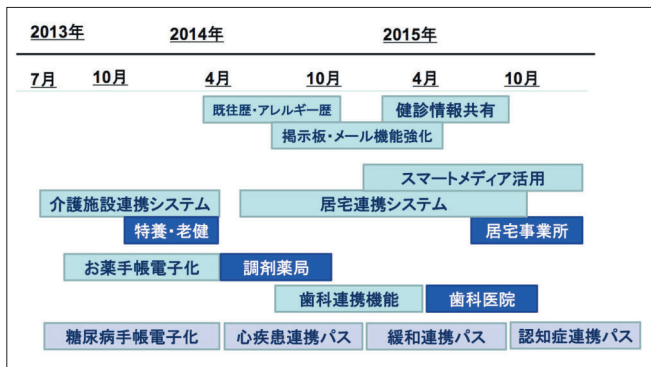 2013年 2014年 2015年
7月 10月 4月 10月 4月 10月
既往歴・アレルギー歴 健診情報共有
掲示板・メール機能強化
スマートメディア活用
介護施設連携システム 居宅連携システム
特養・老健 居宅事業所
お薬手帳電子化 調剤薬局
歯科連携機能 歯科医院
糖尿病手帳電子化 心疾患連携パス 緩和連携パス 認知症連携パス